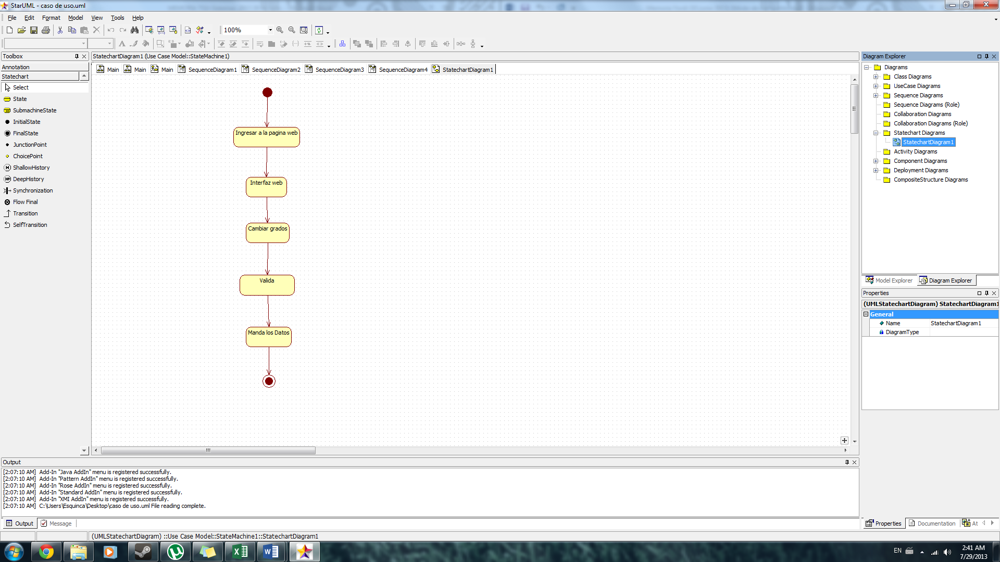 StarUML - caso de uso.uml
File Edit Format Model View Tools Help
100%
Toolbox
StatechartDiagram1 (Use Case Model::StateMachine1)
Diagram Explorer
Annotation
Statechart
Select
State
SubmachineState
InitialState
FinalState
JunctionPoint
ChoicePoint
ShallowHistory
DeepHistory
Synchronization
Flow Final
Transition
SelfTransition
Main Main Main SequenceDiagram1 SequenceDiagram2 SequenceDiagram3 SequenceDiagram4 StatechartDiagram1
Ingresar a la pagina web
Interfaz web
Cambiar grados
Valida
Manda los Datos
Diagrams
Class Diagrams
UseCase Diagrams
Sequence Diagrams
Sequence Diagrams (Role)
Collaboration Diagrams
Collaboration Diagrams (Role)
Statechart Diagrams
StatechartDiagram1
Activity Diagrams
Component Diagrams
Deployment Diagrams
CompositeStructure Diagrams
Model Explorer Diagram Explorer
Properties
(UMLStatechartDiagram) StatechartDiagram1
General
Name StatechartDiagram1
DiagramType
Output
[2:07:10 AM] Add-In "Java AddIn" menu is registered successfully.
[2:07:10 AM] Add-In "Pattern AddIn" menu is registered successfully.
[2:07:10 AM] Add-In "Rose AddIn" menu is registered successfully.
[2:07:10 AM] Add-In "Standard AddIn" menu is registered successfully.
[2:07:10 AM] Add-In "XMI AddIn" menu is registered successfully.
[2:07:10 AM] C:\Users\Esquinca\Desktop\caso de uso.uml File reading complete.
Output Message
Properties Documentation At
(UMLStatechartDiagram) ::Use Case Model::StateMachine1::StatechartDiagram1
EN
2:41 AM
7/29/2013